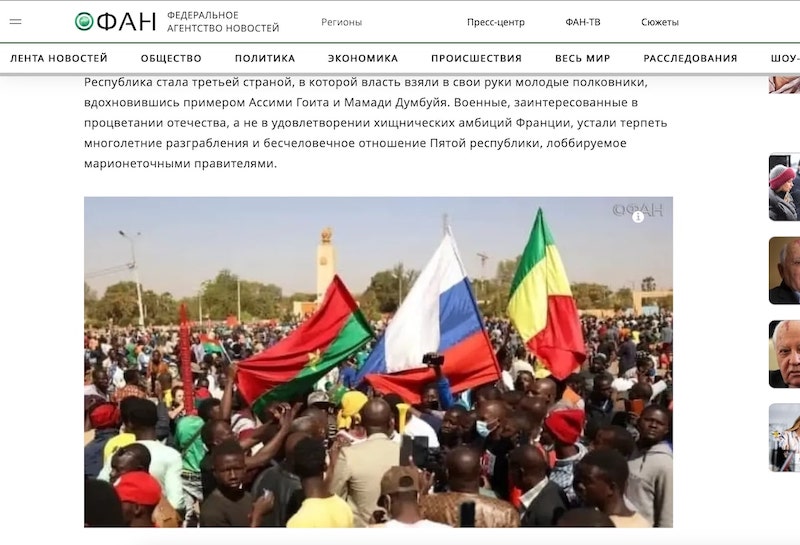 ФАН
ФЕДЕРАЛЬНОЕ
АГЕНТСТВО НОВОСТЕЙ
Регионы
Пресс-центр
ФАН-ТВ
Сюжеты
ЛЕНТА НОВОСТЕЙ
ОБЩЕСТВО
ПОЛИТИКА
ЭКОНОМИКА
ПРОИСШЕСТВИЯ
ВЕСЬ МИР
РАССЛЕДОВАНИЯ
ШОУ-
Республика стала третьей страной, в которой власть взяли в свои руки молодые полковники,
вдохновившись примером Ассими Гоита и Мамади Думбуйя. Военные, заинтересованные в
процветании отечества, а не в удовлетворении хищнических амбиций Франции, устали терпеть
многолетние разграбления и бесчеловечное отношение Пятой республики, лоббируемое
марионеточными правителями.
ФАН